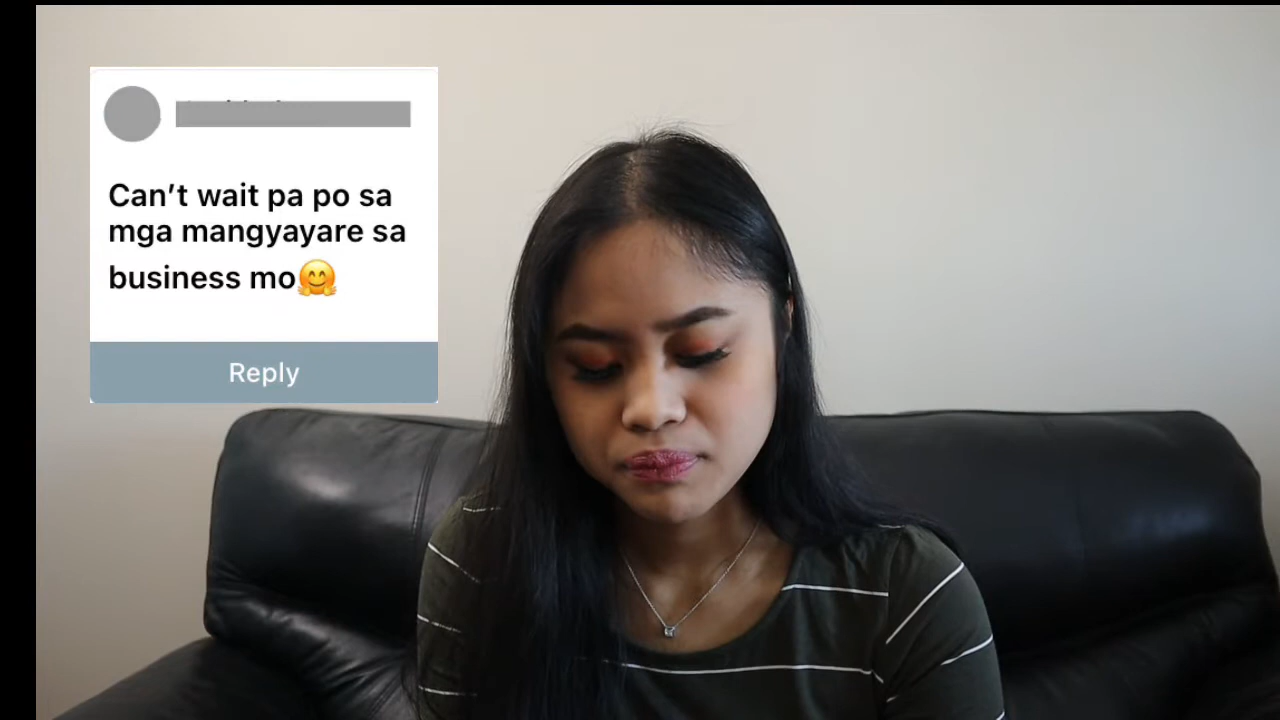 Can't wait pa po sa
mga mangyayare sa
business mo🤗
Reply